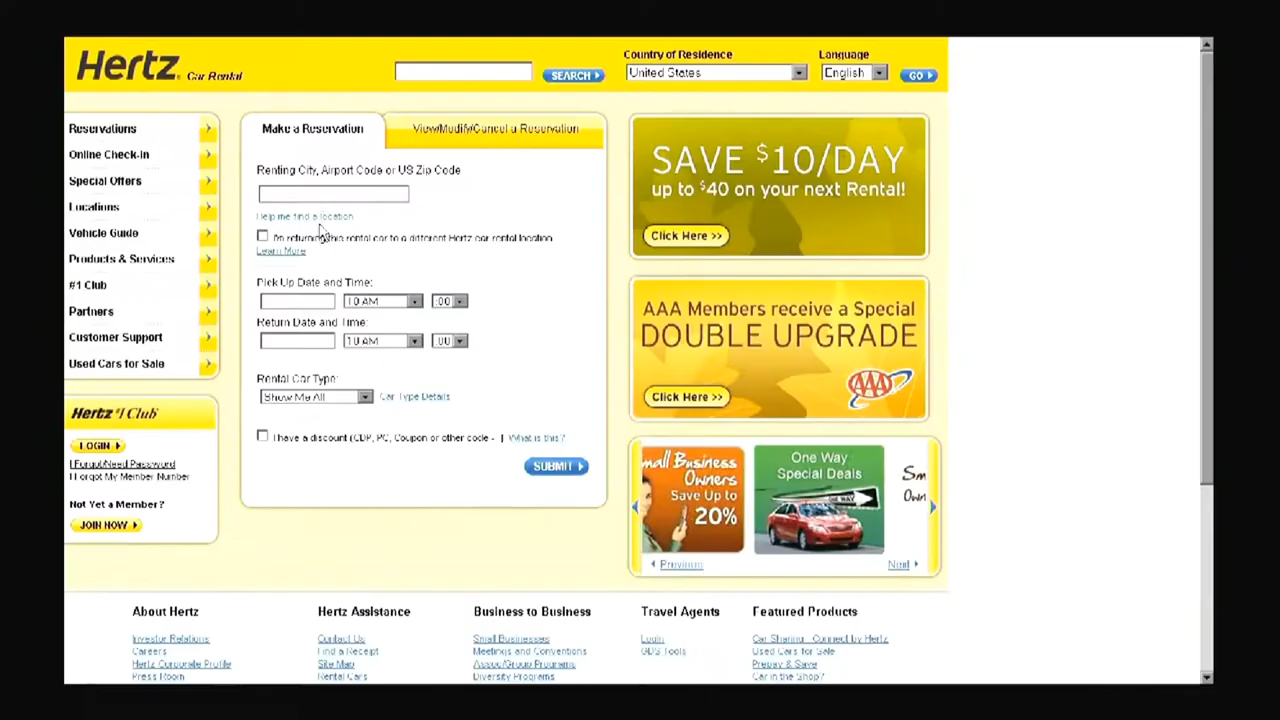 Hertz. Car Rental
SEARCH
Country of Residence
United States
Language
English
GO
Reservations
Online Check-in
Special Offers
Locations
Vehicle Guide
Products & Services
#1 Club
Partners
Customer Support
Used Cars for Sale
Hertz #1 Club
LOGIN
I Forgot/Need Password
I Forgot My Member Number
Not Yet a Member?
JOIN NOW
Make a Reservation
View/Modify/Cancel a Reservation
Renting City, Airport Code or US Zip Code
Help me find a location
I'm returning this rental car to a different Hertz car rental location
Learn More
Pick Up Date and Time:
10 AM :00
Return Date and Time:
10 AM :00
Rental Car Type:
Show Me All
Car Type Details
I have a discount (CDP, PC, Coupon or other code - | What is this?
SUBMIT
SAVE $10/DAY
up to $40 on your next Rental!
Click Here >>
AAA Members receive a Special
DOUBLE UPGRADE
AAA
Click Here >>
mall Business
Owners
Save Up to
20%
One Way
Special Deals
ONE WAY
Sm
Own
Previous
Next
About Hertz
Investor Relations
Careers
Hertz Corporate Profile
Press Room
Hertz Assistance
Contact Us
Find a Receipt
Site Map
Rental Cars
Business to Business
Small Businesses
Meetings and Conventions
Assoc/Group Programs
Diversity Programs
Travel Agents
Login
GDS Tools
Featured Products
Car Sharing - Connect by Hertz
Used Cars for Sale
Prepay & Save
Car in the Shop?